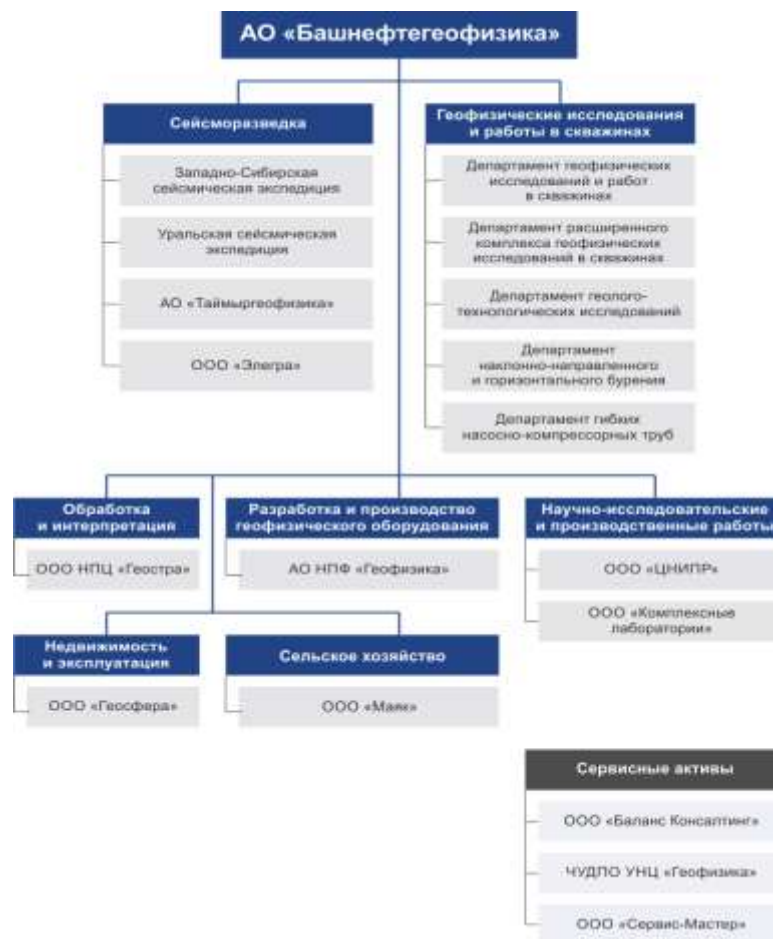 АО «Башнефтегеофизика»
Сейсморазведка
Западно-Сибирская
сейсмическая экспедиция
Уральская сейсмическая
экспедиция
АО «Таймыргеофизика»
ООО «Элегра»
Геофизические исследования
и работы в скважинах
Департамент геофизических
исследований и работ
в скважинах
Департамент расширенного
комплекса геофизических
исследований в скважинах
Департамент геолого-
технологических исследований
Департамент
наклонно-направленного
и горизонтального бурения
Департамент гибких
насосно-компрессорных труб
Обработка
и интерпретация
ООО НПЦ «Геостра»
Разработка и производство
геофизического оборудования
АО НПФ «Геофизика»
Научно-исследовательские
и производственные работы
ООО «ЦНИПР»
ООО «Комплексные
лаборатории»
Недвижимость
и эксплуатация
ООО «Геосфера»
Сельское хозяйство
ООО «Маяк»
Сервисные активы
ООО «Баланс Консалтинг»
ЧУДПО УНЦ «Геофизика»
ООО «Сервис-Мастер»